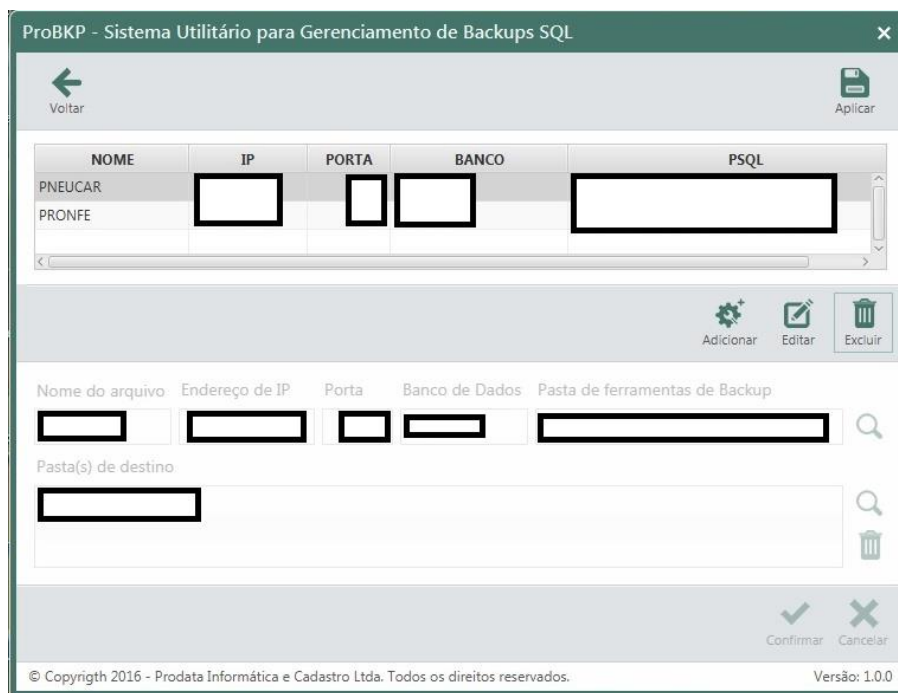 ProBKP - Sistema Utilitário para Gerenciamento de Backups SQL
Voltar
Aplicar
NOME IP PORTA BANCO PSQL
PNEUCAR
PRONFE
Adicionar Editar Excluir
Nome do arquivo Endereço de IP Porta Banco de Dados Pasta de ferramentas de Backup
Pasta(s) de destino
Confirmar Cancelar
© Copyrigth 2016 - Prodata Informática e Cadastro Ltda. Todos os direitos reservados. Versão: 1.0.0